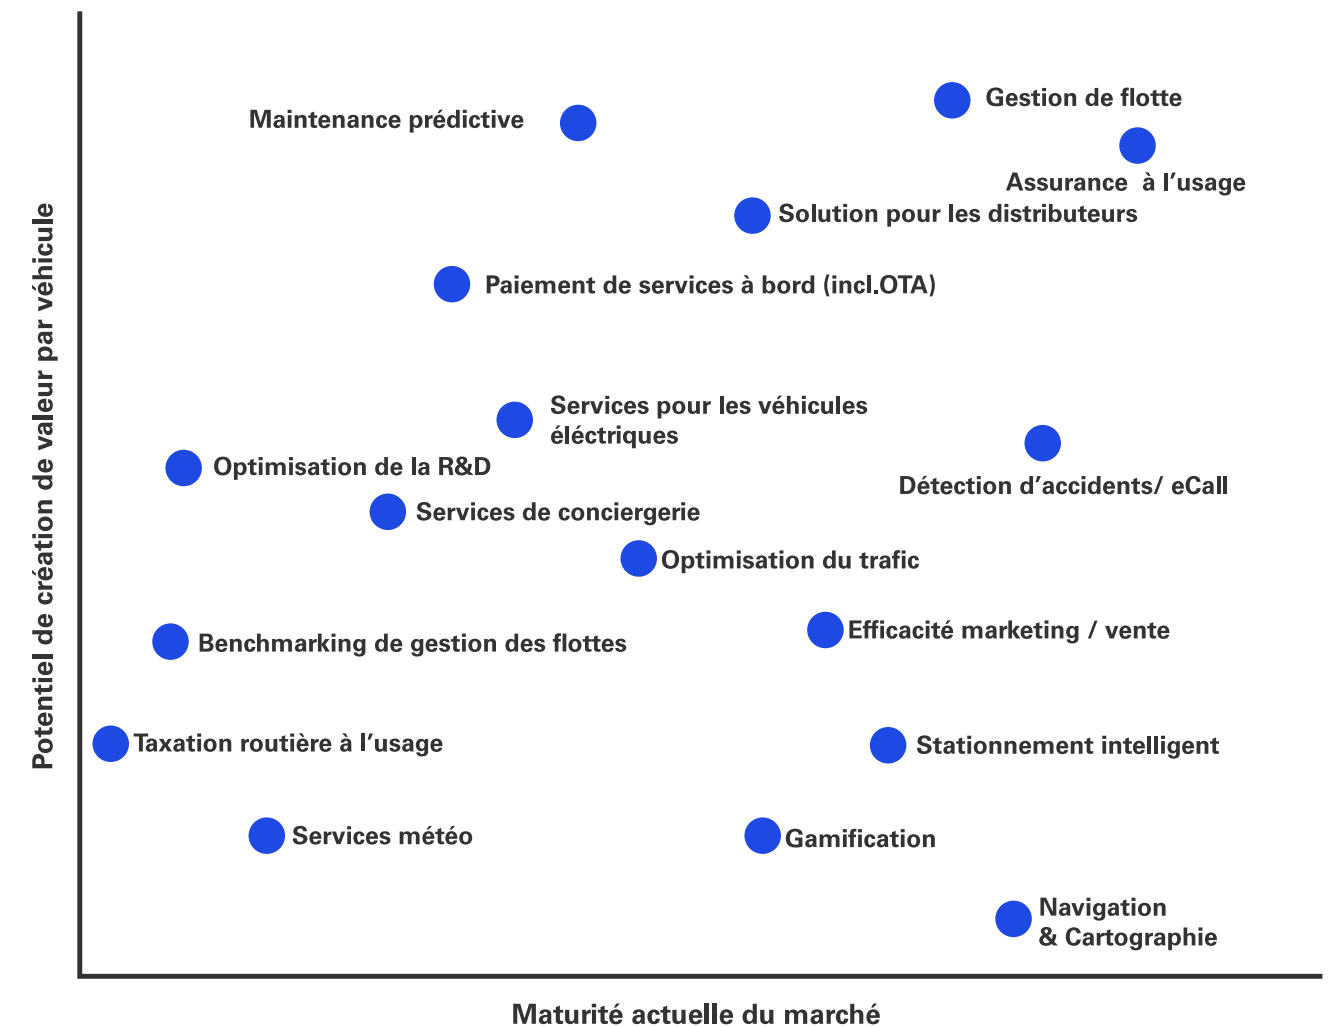 Gestion de flotte
Maintenance prédictive
Assurance à l'usage
Solution pour les distributeurs
Paiement de services à bord (incl.OTA)
Services pour les véhicules
éléctriques
Optimisation de la R&D
Détection d'accidents/ eCall
Services de conciergerie
Optimisation du trafic
Efficacité marketing / vente
Benchmarking de gestion des flottes
Taxation routière à l'usage
Stationnement intelligent
Services météo
Gamification
Navigation
& Cartographie
Potentiel de création de valeur par véhicule
Maturité actuelle du marché